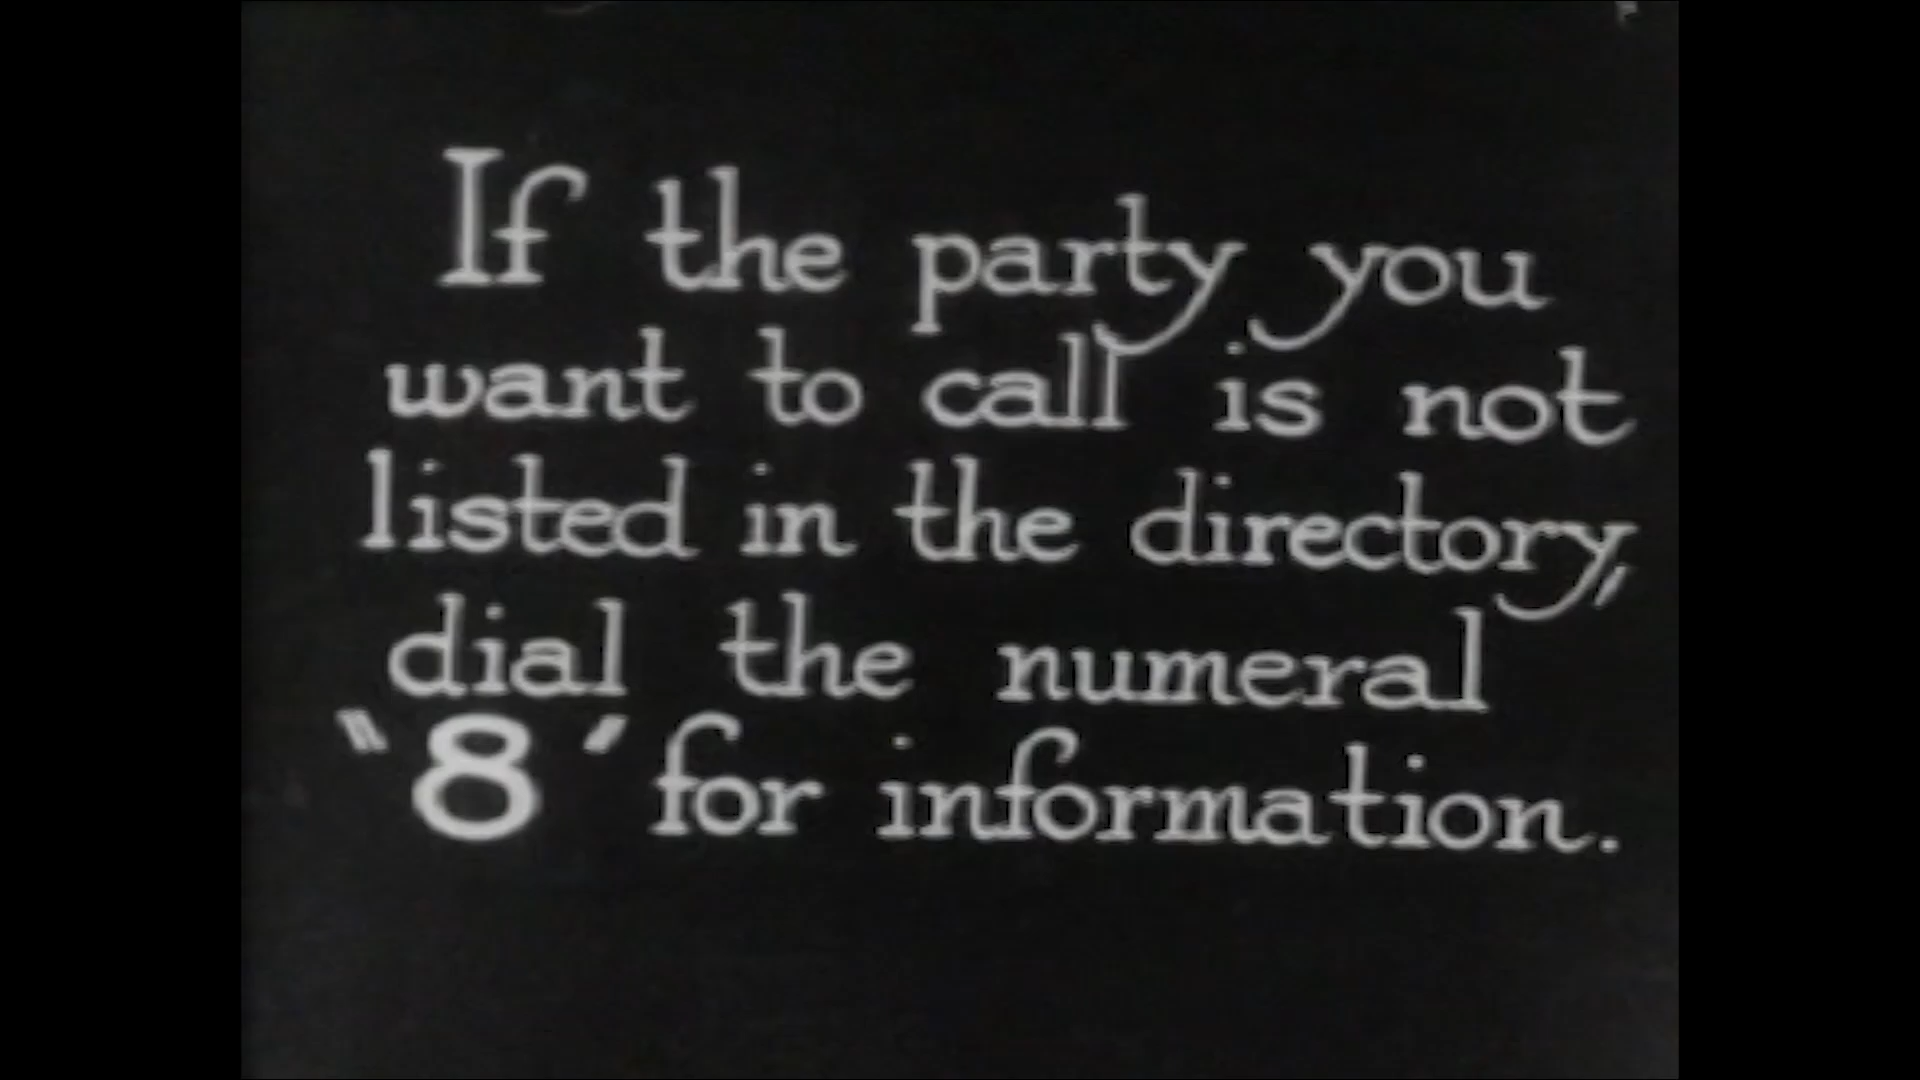 If the party you
want to call is not
listed in the directory,
dial the numeral
"8" for information.